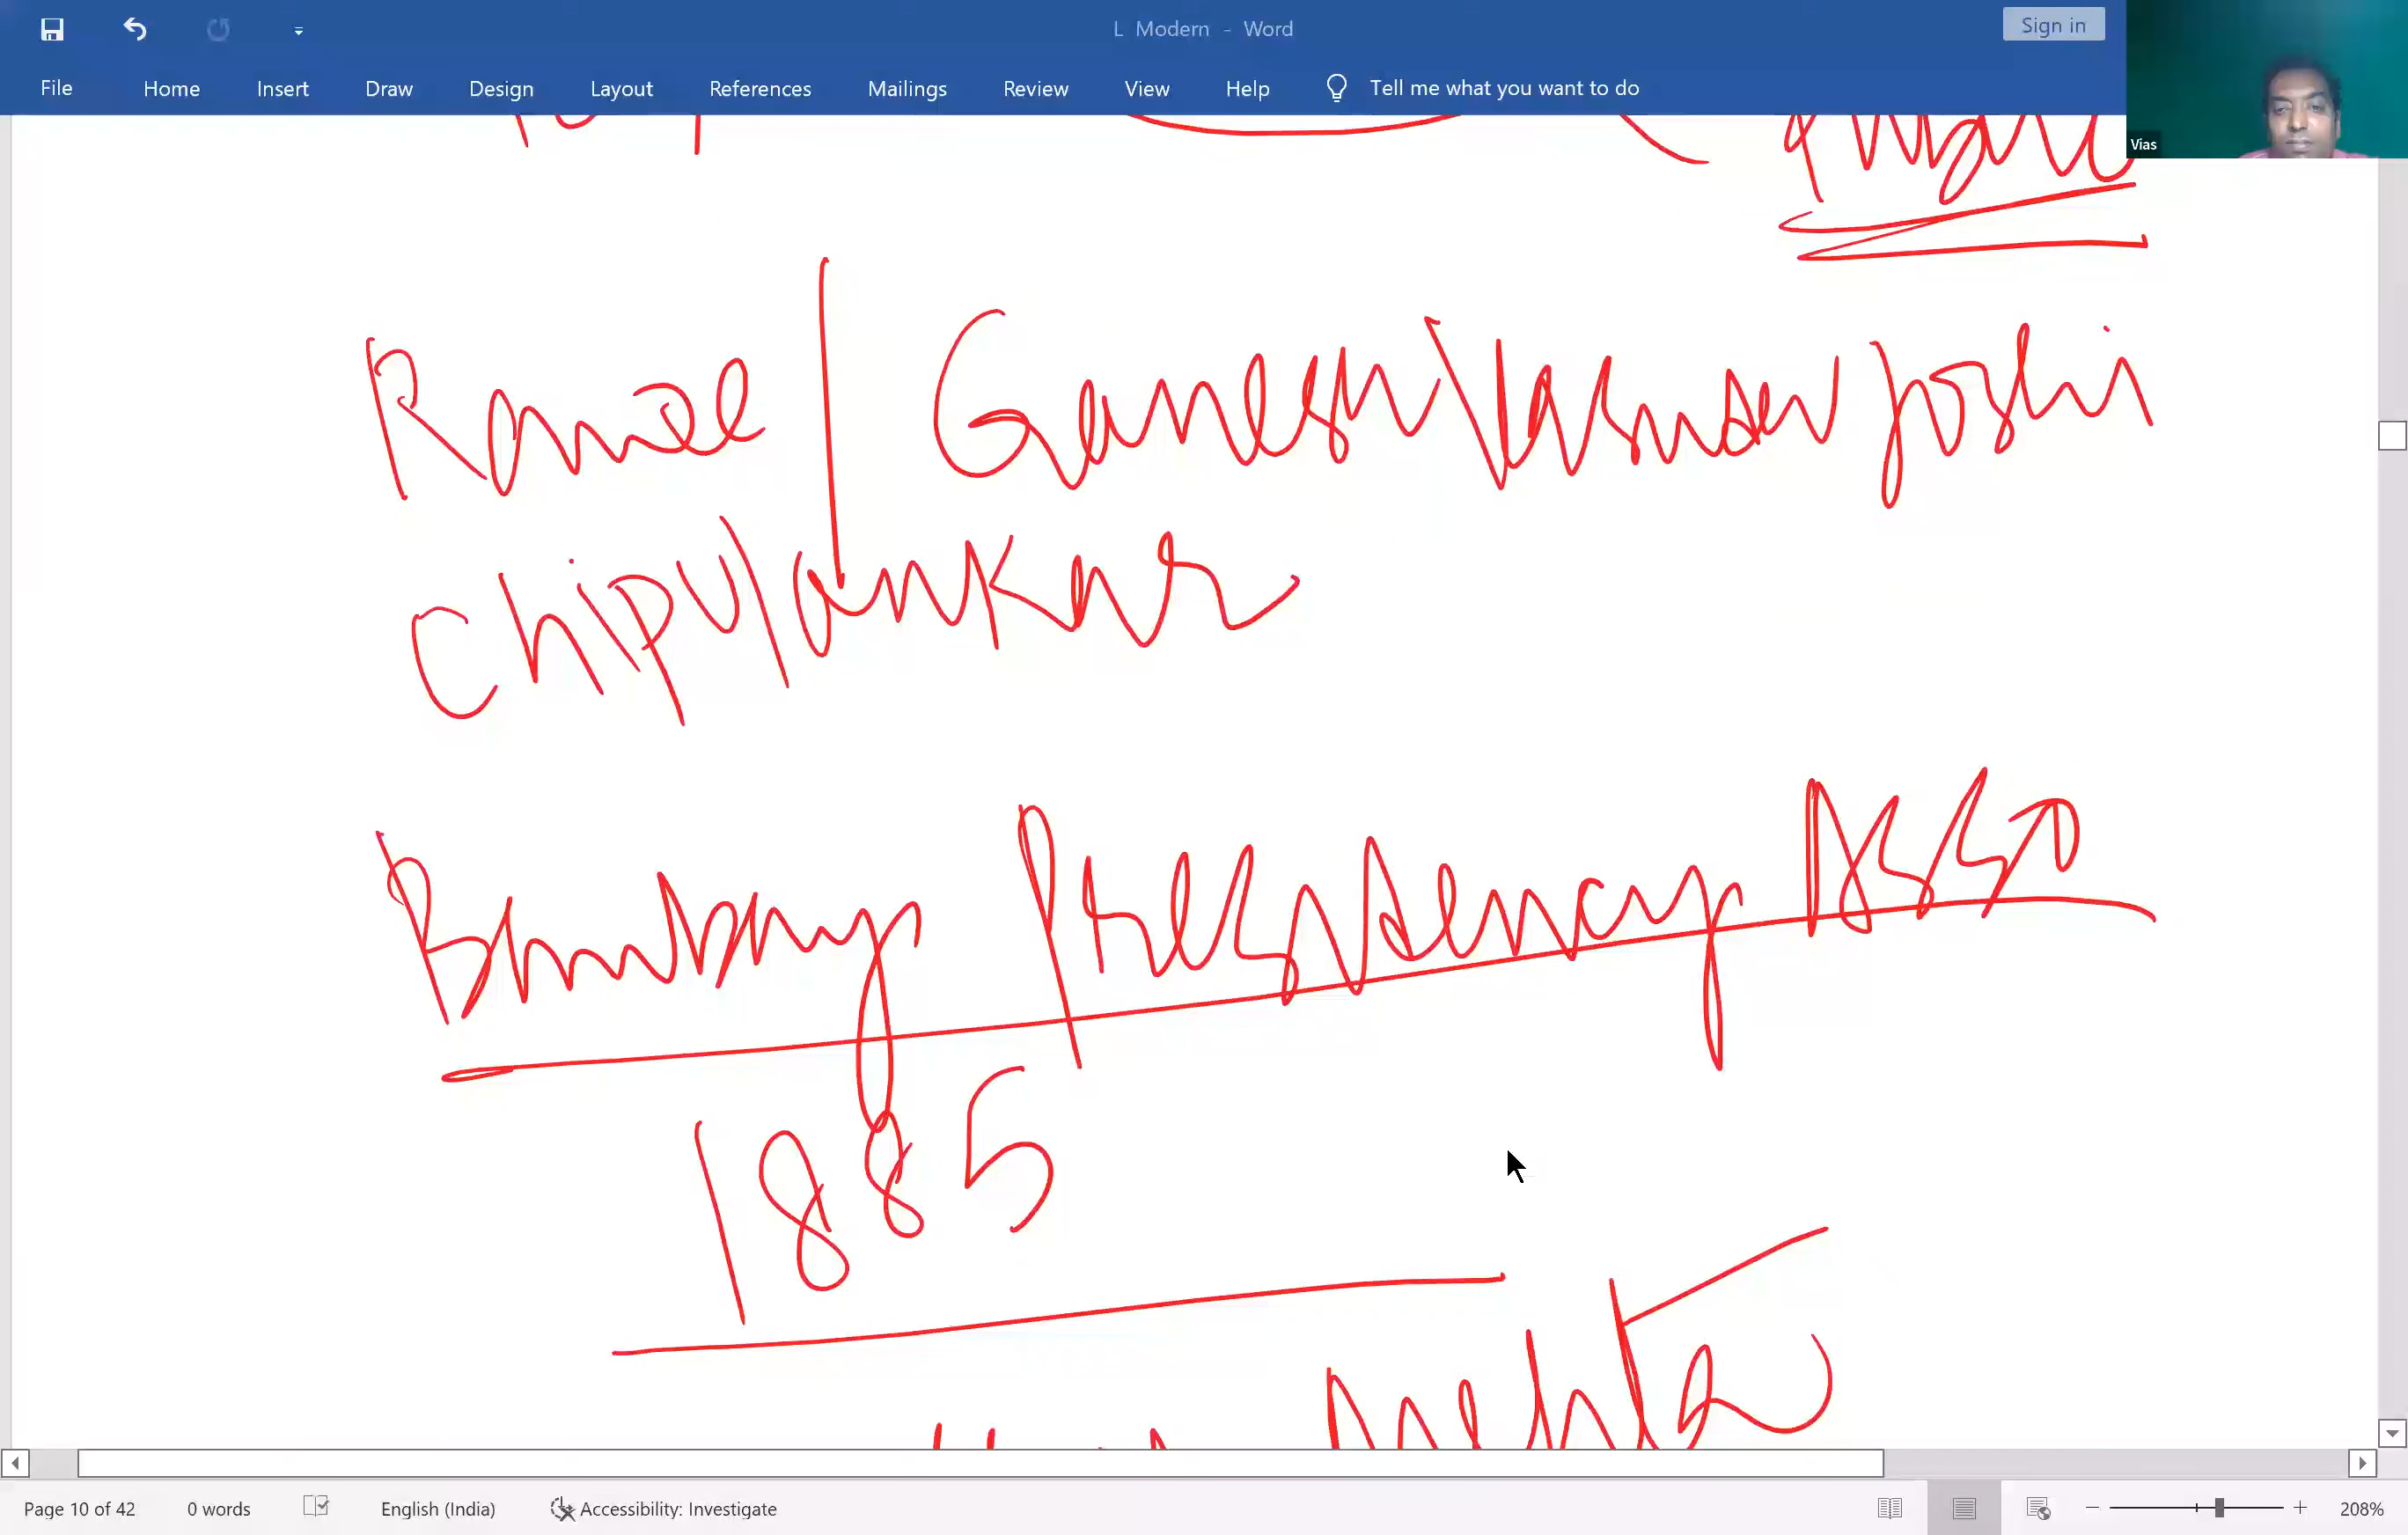 L Modern - Word
Sign in
File Home Insert Draw Design Layout References Mailings Review View Help Tell me what you want to do
Vias
Ranade / Ganesh Vasudev Joshi
Chiplunkar
Bombay Presidency Asso
1885
Mehta
Page 10 of 42 0 words English (India) Accessibility: Investigate 208%